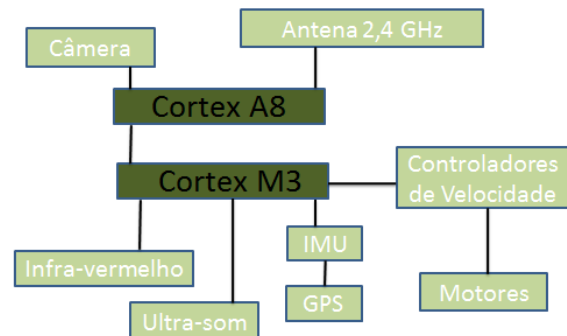 Câmera
Antena 2,4 GHz
Cortex A8
Cortex M3
Controladores
de Velocidade
IMU
Infra-vermelho
GPS
Motores
Ultra-som